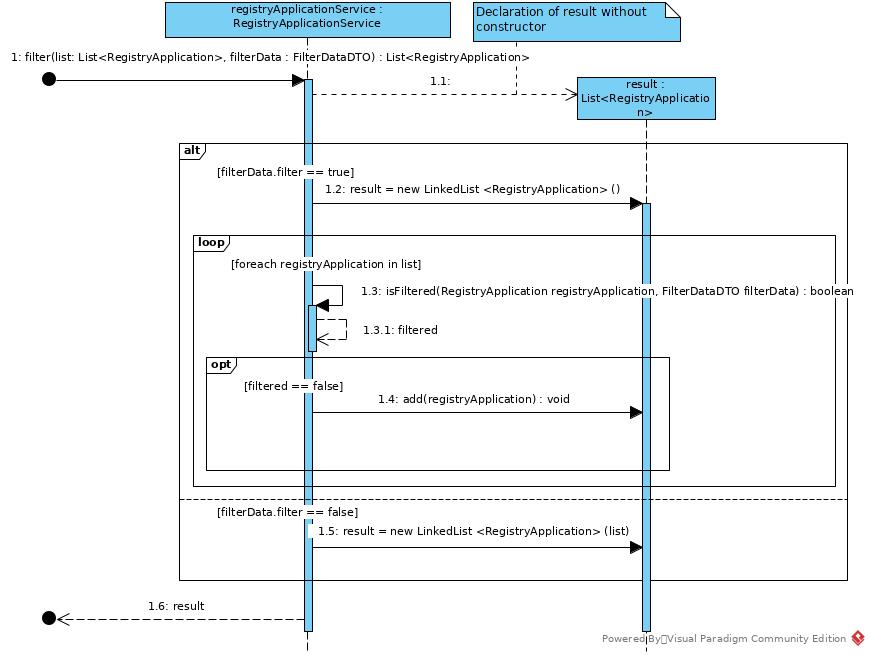 registryApplicationService :
RegistryApplicationService
Declaration of result without
constructor
1: filter(list: List<RegistryApplication>, filterData : FilterDataDTO) : List<RegistryApplication>
1.1:
result :
List<RegistryApplicatio
n>
alt
[filterData.filter == true]
1.2: result = new LinkedList <RegistryApplication> ()
loop
[foreach registryApplication in list]
1.3: isFiltered(RegistryApplication registryApplication, FilterDataDTO filterData) : boolean
1.3.1: filtered
opt
[filtered == false]
1.4: add(registryApplication) : void
[filterData.filter == false]
1.5: result = new LinkedList <RegistryApplication> (list)
1.6: result
Powered By Visual Paradigm Community Edition